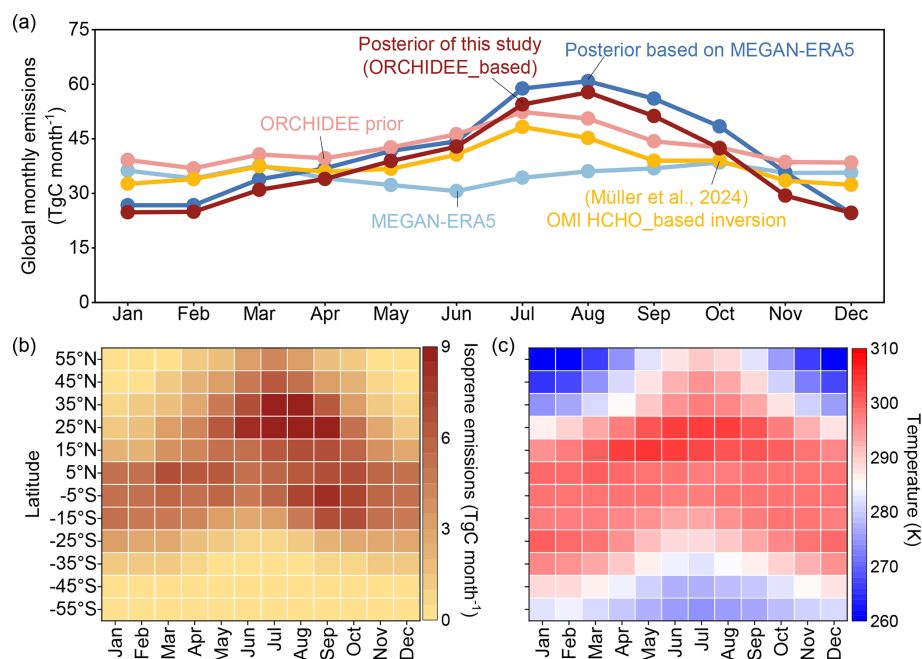 (a)
75
60
45
30
15
0
Global monthly emissions
(TgC month⁻¹)
Posterior of this study
(ORCHIDEE_based)
Posterior based on MEGAN-ERA5
ORCHIDEE prior
MEGAN-ERA5
(Müller et al., 2024)
OMI HCHO_based inversion
Jan Feb Mar Apr May Jun Jul Aug Sep Oct Nov Dec
(b)
Latitude
55°N
45°N
35°N
25°N
15°N
5°N
-5°S
-15°S
-25°S
-35°S
-45°S
-55°S
Jan Feb Mar Apr May Jun Jul Aug Sep Oct Nov Dec
9
6
3
0
Isoprene emissions (TgC month⁻¹)
(c)
Jan Feb Mar Apr May Jun Jul Aug Sep Oct Nov Dec
310
300
290
280
270
260
Temperature (K)